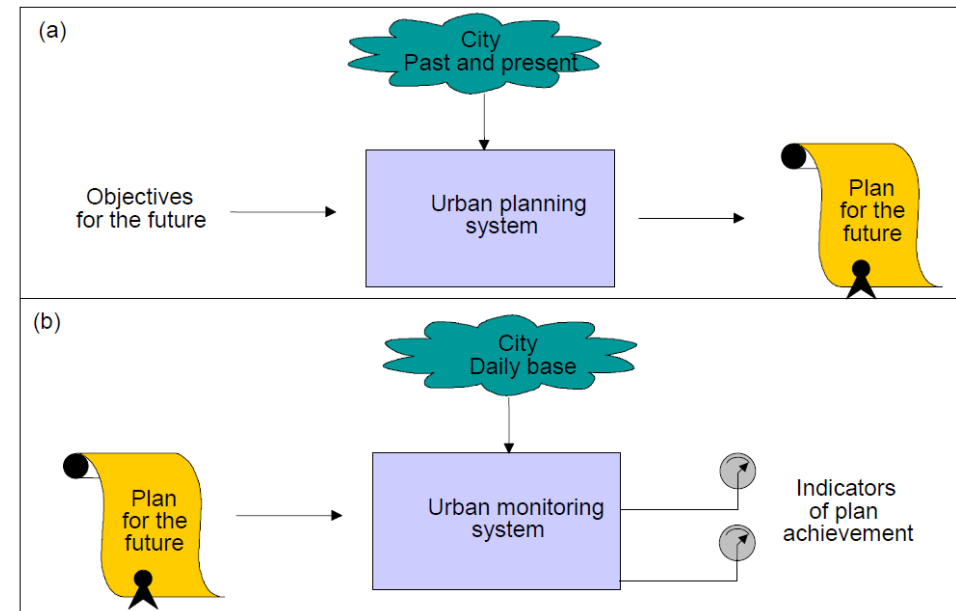 (a)
City
Past and present
Objectives
for the future
Urban planning
system
Plan
for the
future
(b)
City
Daily base
Plan
for the
future
Urban monitoring
system
Indicators
of plan
achievement